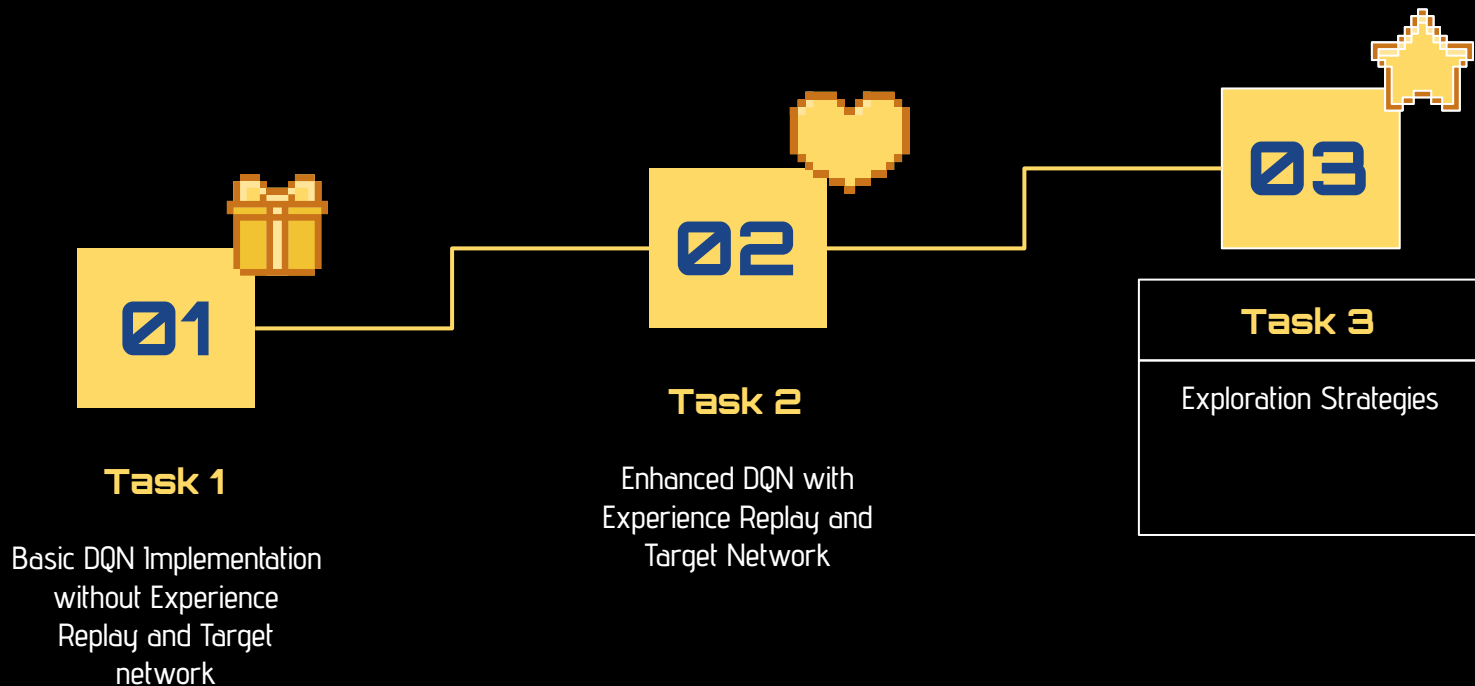 01
Task 1
Basic DQN Implementation
without Experience
Replay and Target
network
02
Task 2
Enhanced DQN with
Experience Replay and
Target Network
03
Task 3
Exploration Strategies